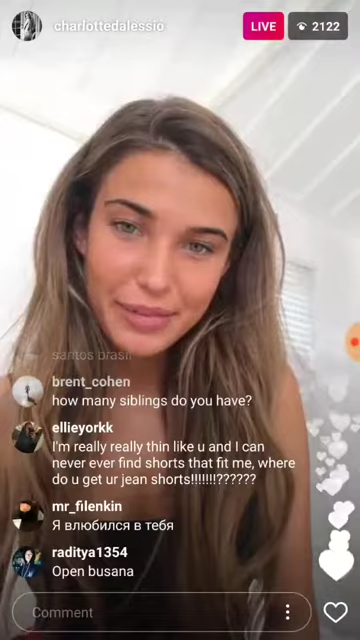 charlottedalessio
LIVE
2122
santos brasil
brent_cohen
how many siblings do you have?
ellieyorkk
I'm really really thin like u and I can
never ever find shorts that fit me, where
do u get ur jean shorts!!!!!!!??????
mr_filenkin
Я влюбился в тебя
raditya1354
Open busana
Comment